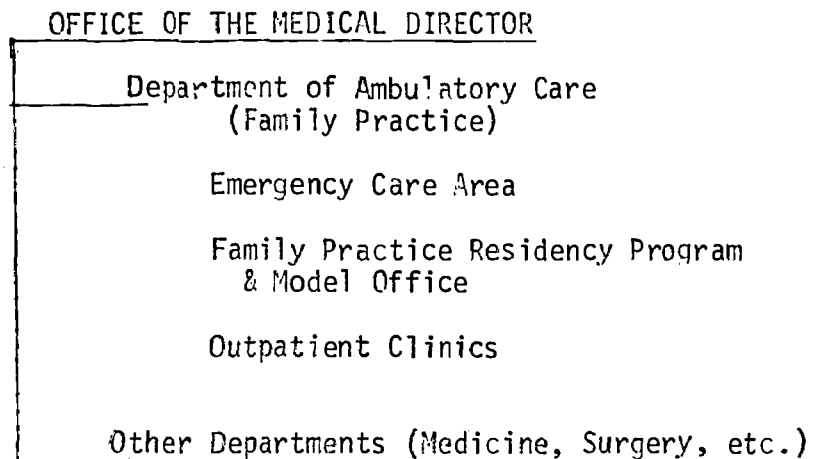 OFFICE OF THE MEDICAL DIRECTOR
Department of Ambulatory Care
(Family Practice)
Emergency Care Area
Family Practice Residency Program
& Model Office
Outpatient Clinics
Other Departments (Medicine, Surgery, etc.)